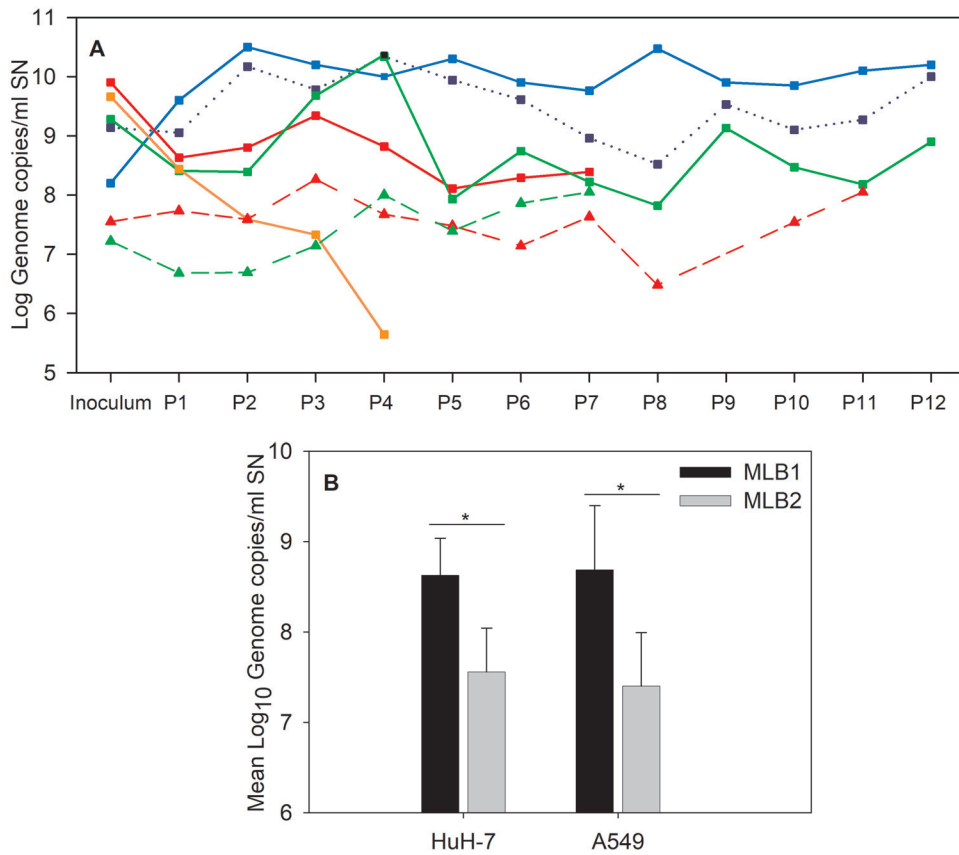 A
Log Genome copies/ml SN
11
10
9
8
7
6
5
Inoculum P1 P2 P3 P4 P5 P6 P7 P8 P9 P10 P11 P12
B
Mean Log10 Genome copies/ml SN
10
9
8
7
6
MLB1
MLB2
*
*
HuH-7 A549